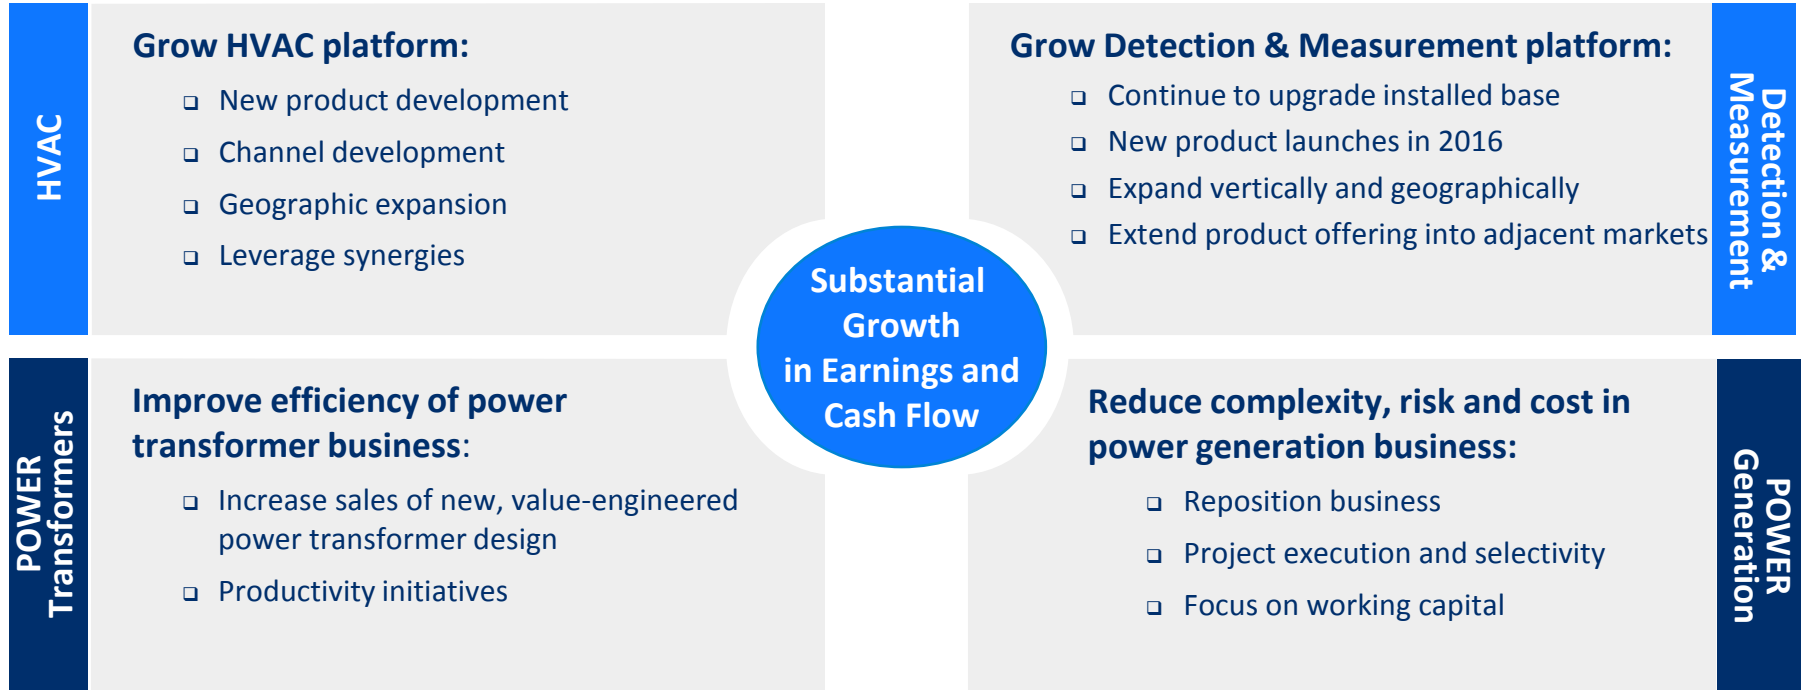 HVAC
Grow HVAC platform:
❑ New product development
❑ Channel development
❑ Geographic expansion
❑ Leverage synergies
Grow Detection & Measurement platform:
❑ Continue to upgrade installed base
❑ New product launches in 2016
❑ Expand vertically and geographically
❑ Extend product offering into adjacent markets
Detection &
Measurement
Substantial
Growth
in Earnings and
Cash Flow
POWER
Transformers
Improve efficiency of power
transformer business:
❑ Increase sales of new, value-engineered
power transformer design
❑ Productivity initiatives
Reduce complexity, risk and cost in
power generation business:
❑ Reposition business
❑ Project execution and selectivity
❑ Focus on working capital
POWER
Generation